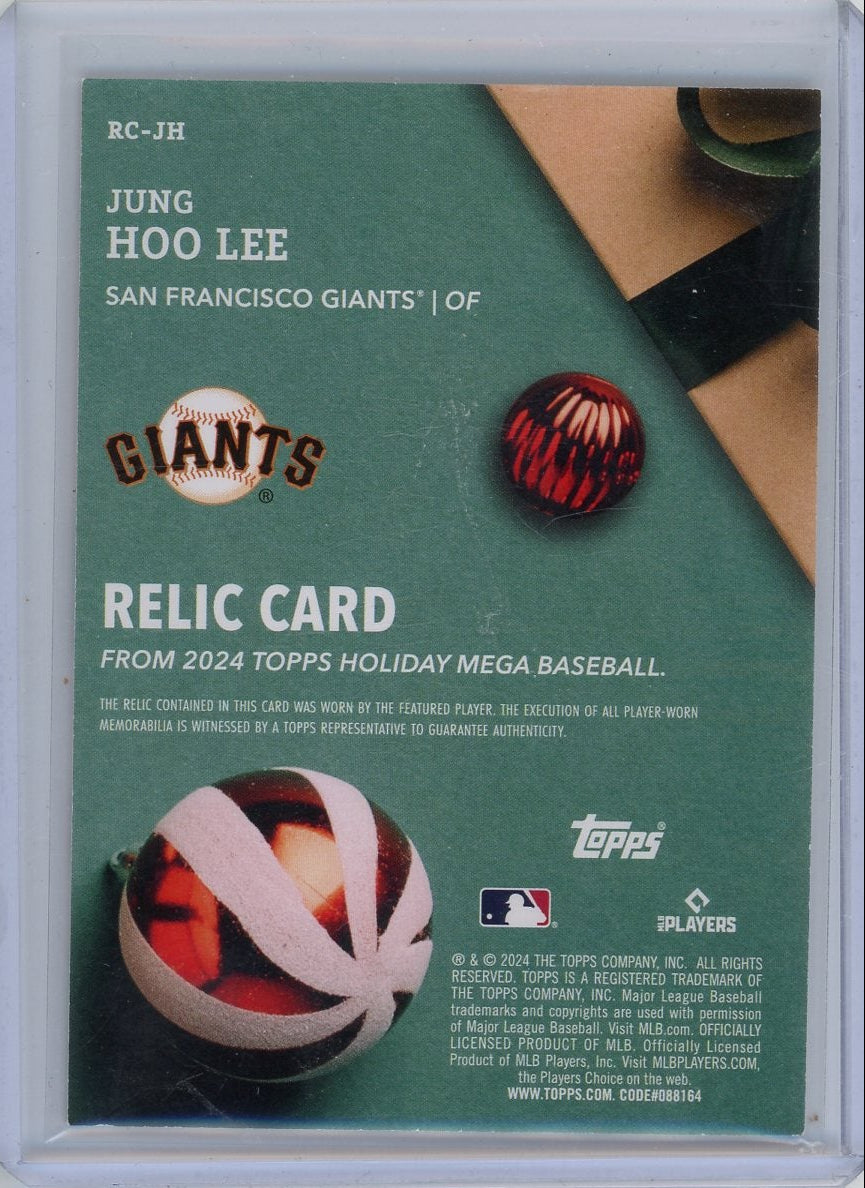 RC-JH
JUNG
HOO LEE
SAN FRANCISCO GIANTS® | OF
GIANTS
®
RELIC CARD
FROM 2024 TOPPS HOLIDAY MEGA BASEBALL.
THE RELIC CONTAINED IN THIS CARD WAS WORN BY THE FEATURED PLAYER. THE EXECUTION OF ALL PLAYER-WORN
MEMORABILIA IS WITNESSED BY A TOPPS REPRESENTATIVE TO GUARANTEE AUTHENTICITY.
topps®
®
MLB PLAYERS
® & © 2024 THE TOPPS COMPANY, INC. ALL RIGHTS
RESERVED. TOPPS IS A REGISTERED TRADEMARK OF
THE TOPPS COMPANY, INC. Major League Baseball
trademarks and copyrights are used with permission
of Major League Baseball. Visit MLB.com. OFFICIALLY
LICENSED PRODUCT OF MLB. Officially Licensed
Product of MLB Players, Inc. Visit MLBPLAYERS.COM,
the Players Choice on the web.
WWW.TOPPS.COM. CODE#088164